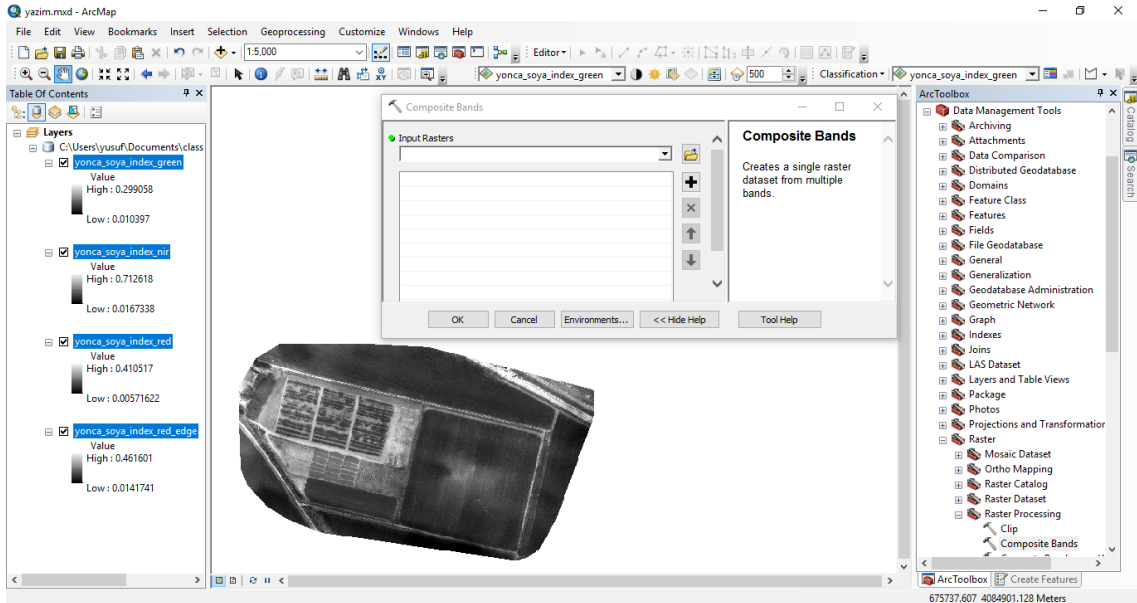 yazim.mxd - ArcMap
File Edit View Bookmarks Insert Selection Geoprocessing Customize Windows Help
1:5,000
Editor
yonca_soya_index_green
500
Classification
yonca_soya_index_green
Table Of Contents
Layers
C:\Users\yusuf\Documents\class
yonca_soya_index_green
Value
High : 0.299058
Low : 0.010397
yonca_soya_index_nir
Value
High : 0.712618
Low : 0.0167338
yonca_soya_index_red
Value
High : 0.410517
Low : 0.00571622
yonca_soya_index_red_edge
Value
High : 0.461601
Low : 0.0141741
Composite Bands
Input Rasters
OK Cancel Environments... << Hide Help Tool Help
Composite Bands
Creates a single raster
dataset from multiple
bands.
ArcToolbox
Data Management Tools
Archiving
Attachments
Data Comparison
Distributed Geodatabase
Domains
Feature Class
Features
Fields
File Geodatabase
General
Generalization
Geodatabase Administration
Geometric Network
Graph
Indexes
Joins
LAS Dataset
Layers and Table Views
Package
Photos
Projections and Transformation
Raster
Mosaic Dataset
Ortho Mapping
Raster Catalog
Raster Dataset
Raster Processing
Clip
Composite Bands
ArcToolbox Create Features
Catalog
Search
675737.607 4084901.128 Meters